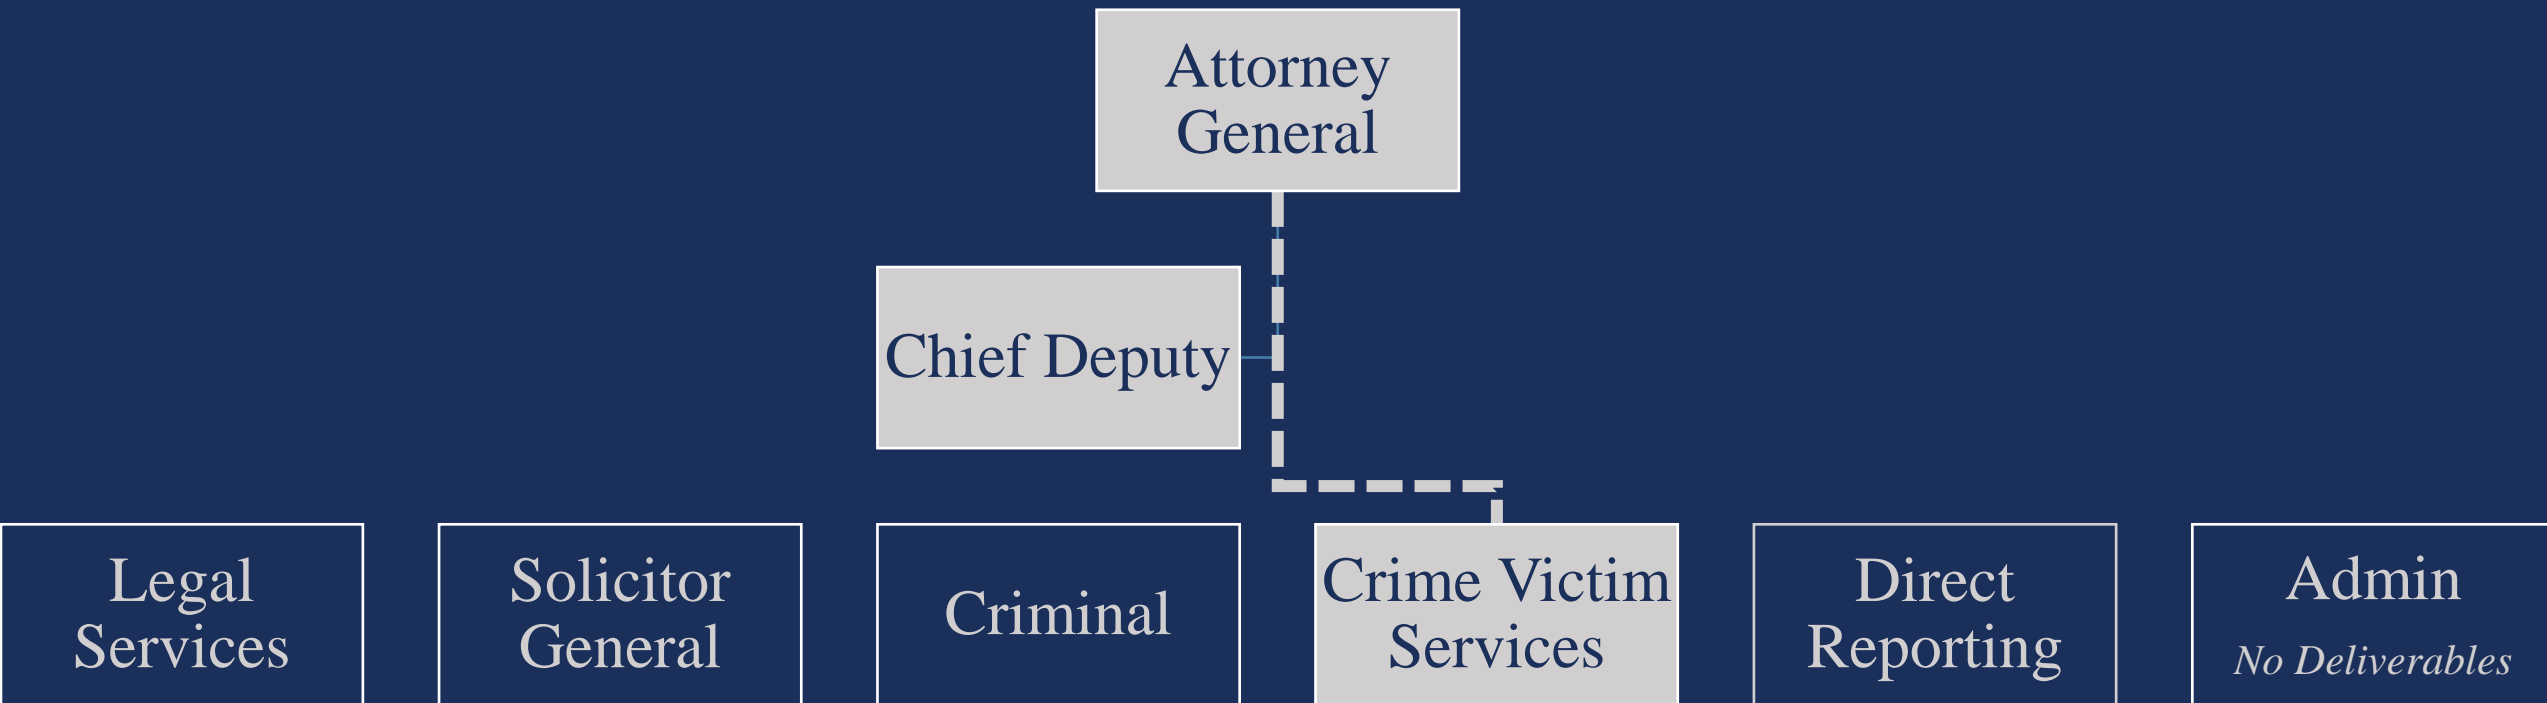 Attorney
General
Chief Deputy
Legal
Services
Solicitor
General
Criminal
Crime Victim
Services
Direct
Reporting
Admin
No Deliverables